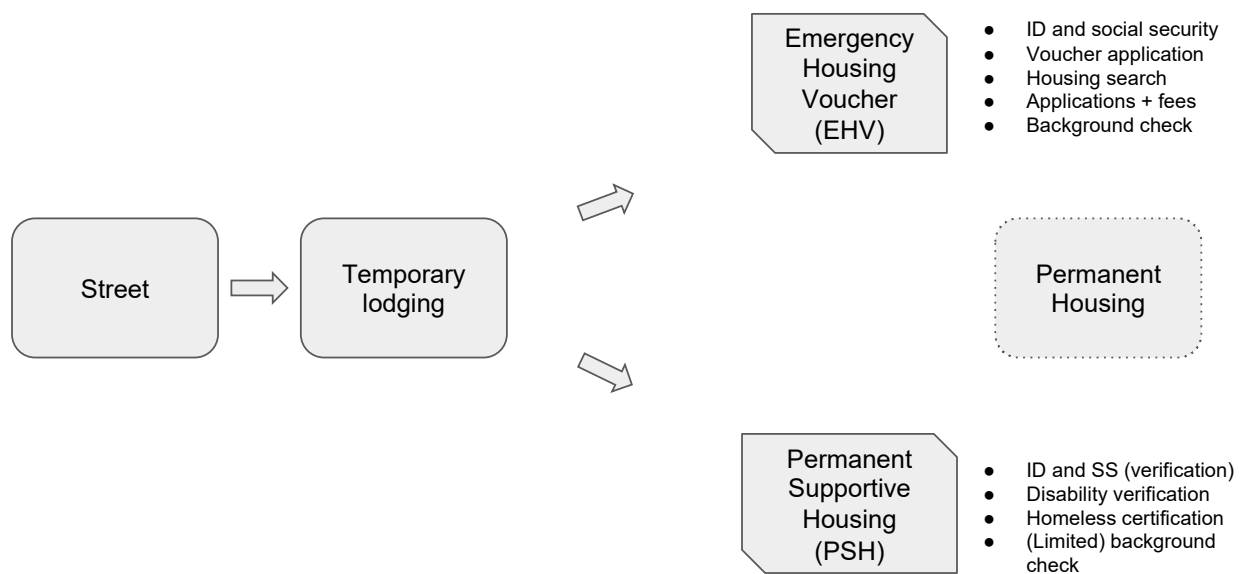 Emergency
Housing
Voucher
(EHV)
● ID and social security
● Voucher application
● Housing search
● Applications + fees
● Background check
Street
Temporary
lodging
Permanent
Housing
Permanent
Supportive
Housing
(PSH)
● ID and SS (verification)
● Disability verification
● Homeless certification
● (Limited) background
check